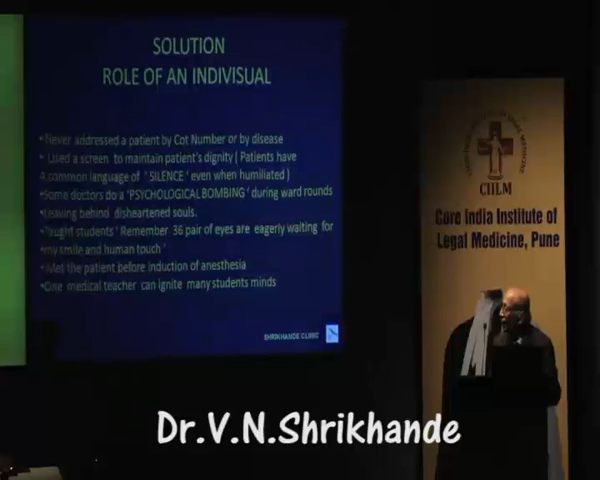 SOLUTION
ROLE OF AN INDIVISUAL
•Never addressed a patient by Cot Number or by disease
• Used a screen to maintain patient's dignity ( Patients have
A common language of ' SILENCE ' even when humiliated )
•Some doctors do a 'PSYCHOLOGICAL BOMBING ' during ward rounds
•Leaving behind disheartened souls.
•Taught students ' Remember 36 pair of eyes are eagerly waiting for
•my smile and human touch '
•Met the patient before induction of anesthesia
•One medical teacher can ignite many students minds
SHRIKHANDE CLINIC
CIILM
Care India Institute of
Legal Medicine, Pune
Dr.V.N.Shrikhande